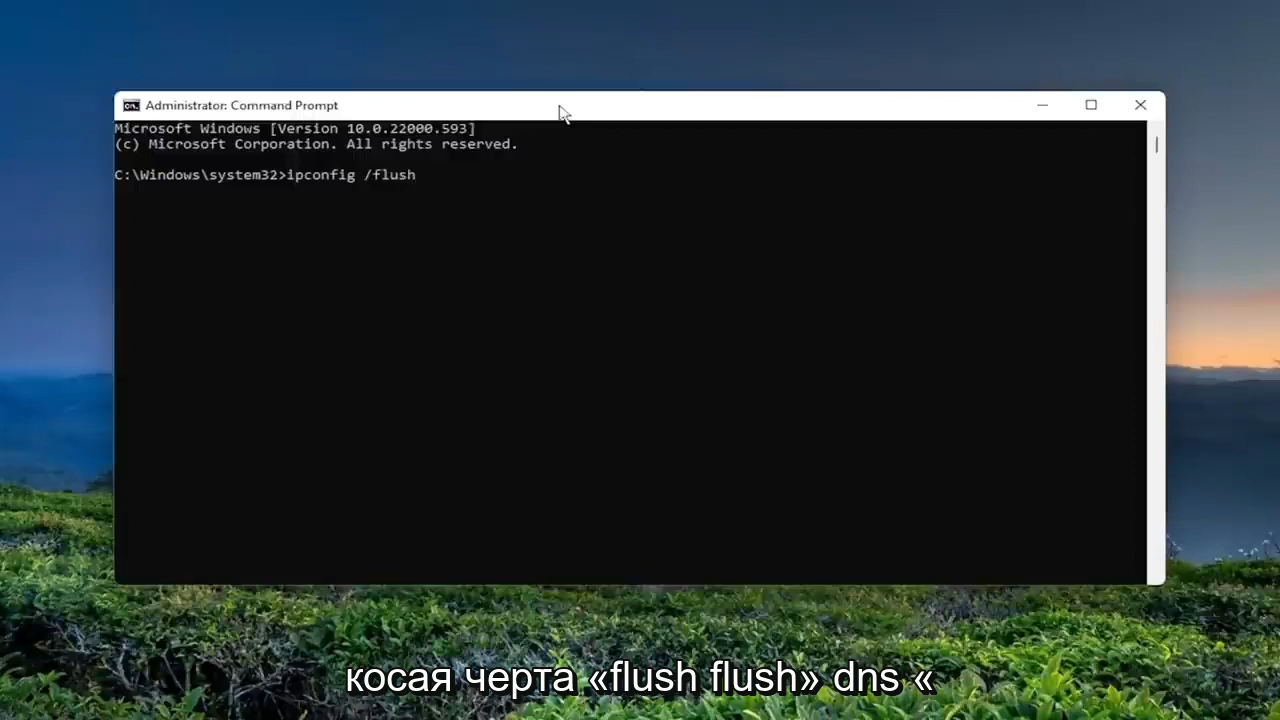 Administrator: Command Prompt
Microsoft Windows [Version 10.0.22000.593]
(c) Microsoft Corporation. All rights reserved.
C:\Windows\system32>ipconfig /flush
косая черта «flush flush» dns «